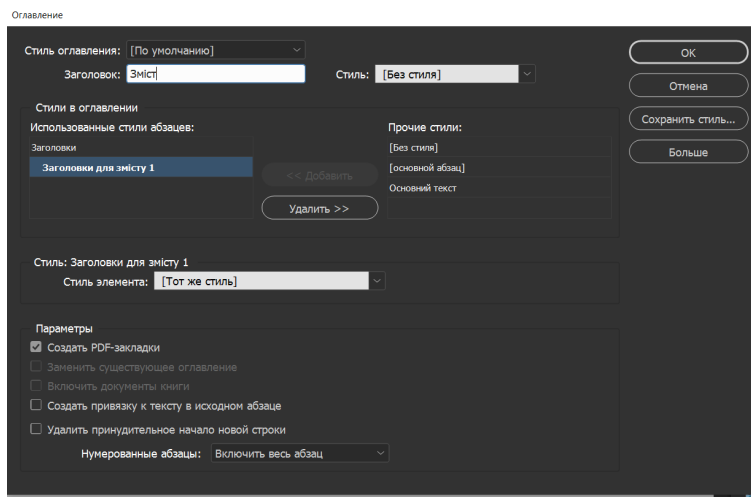 Оглавление
Стиль оглавления: [По умолчанию]
Заголовок: Зміст Стиль: [Без стиля]
OK
Отмена
Сохранить стиль...
Больше
Стили в оглавлении
Использованные стили абзацев: Прочие стили:
Заголовки [Без стиля]
Заголовки для змісту 1 [основной абзац]
<< Добавить Основний текст
Удалить >>
Стиль: Заголовки для змісту 1
Стиль элемента: [Тот же стиль]
Параметры
Создать PDF-закладки
Заменить существующее оглавление
Включить документы книги
Создать привязку к тексту в исходном абзаце
Удалить принудительное начало новой строки
Нумерованные абзацы: Включить весь абзац